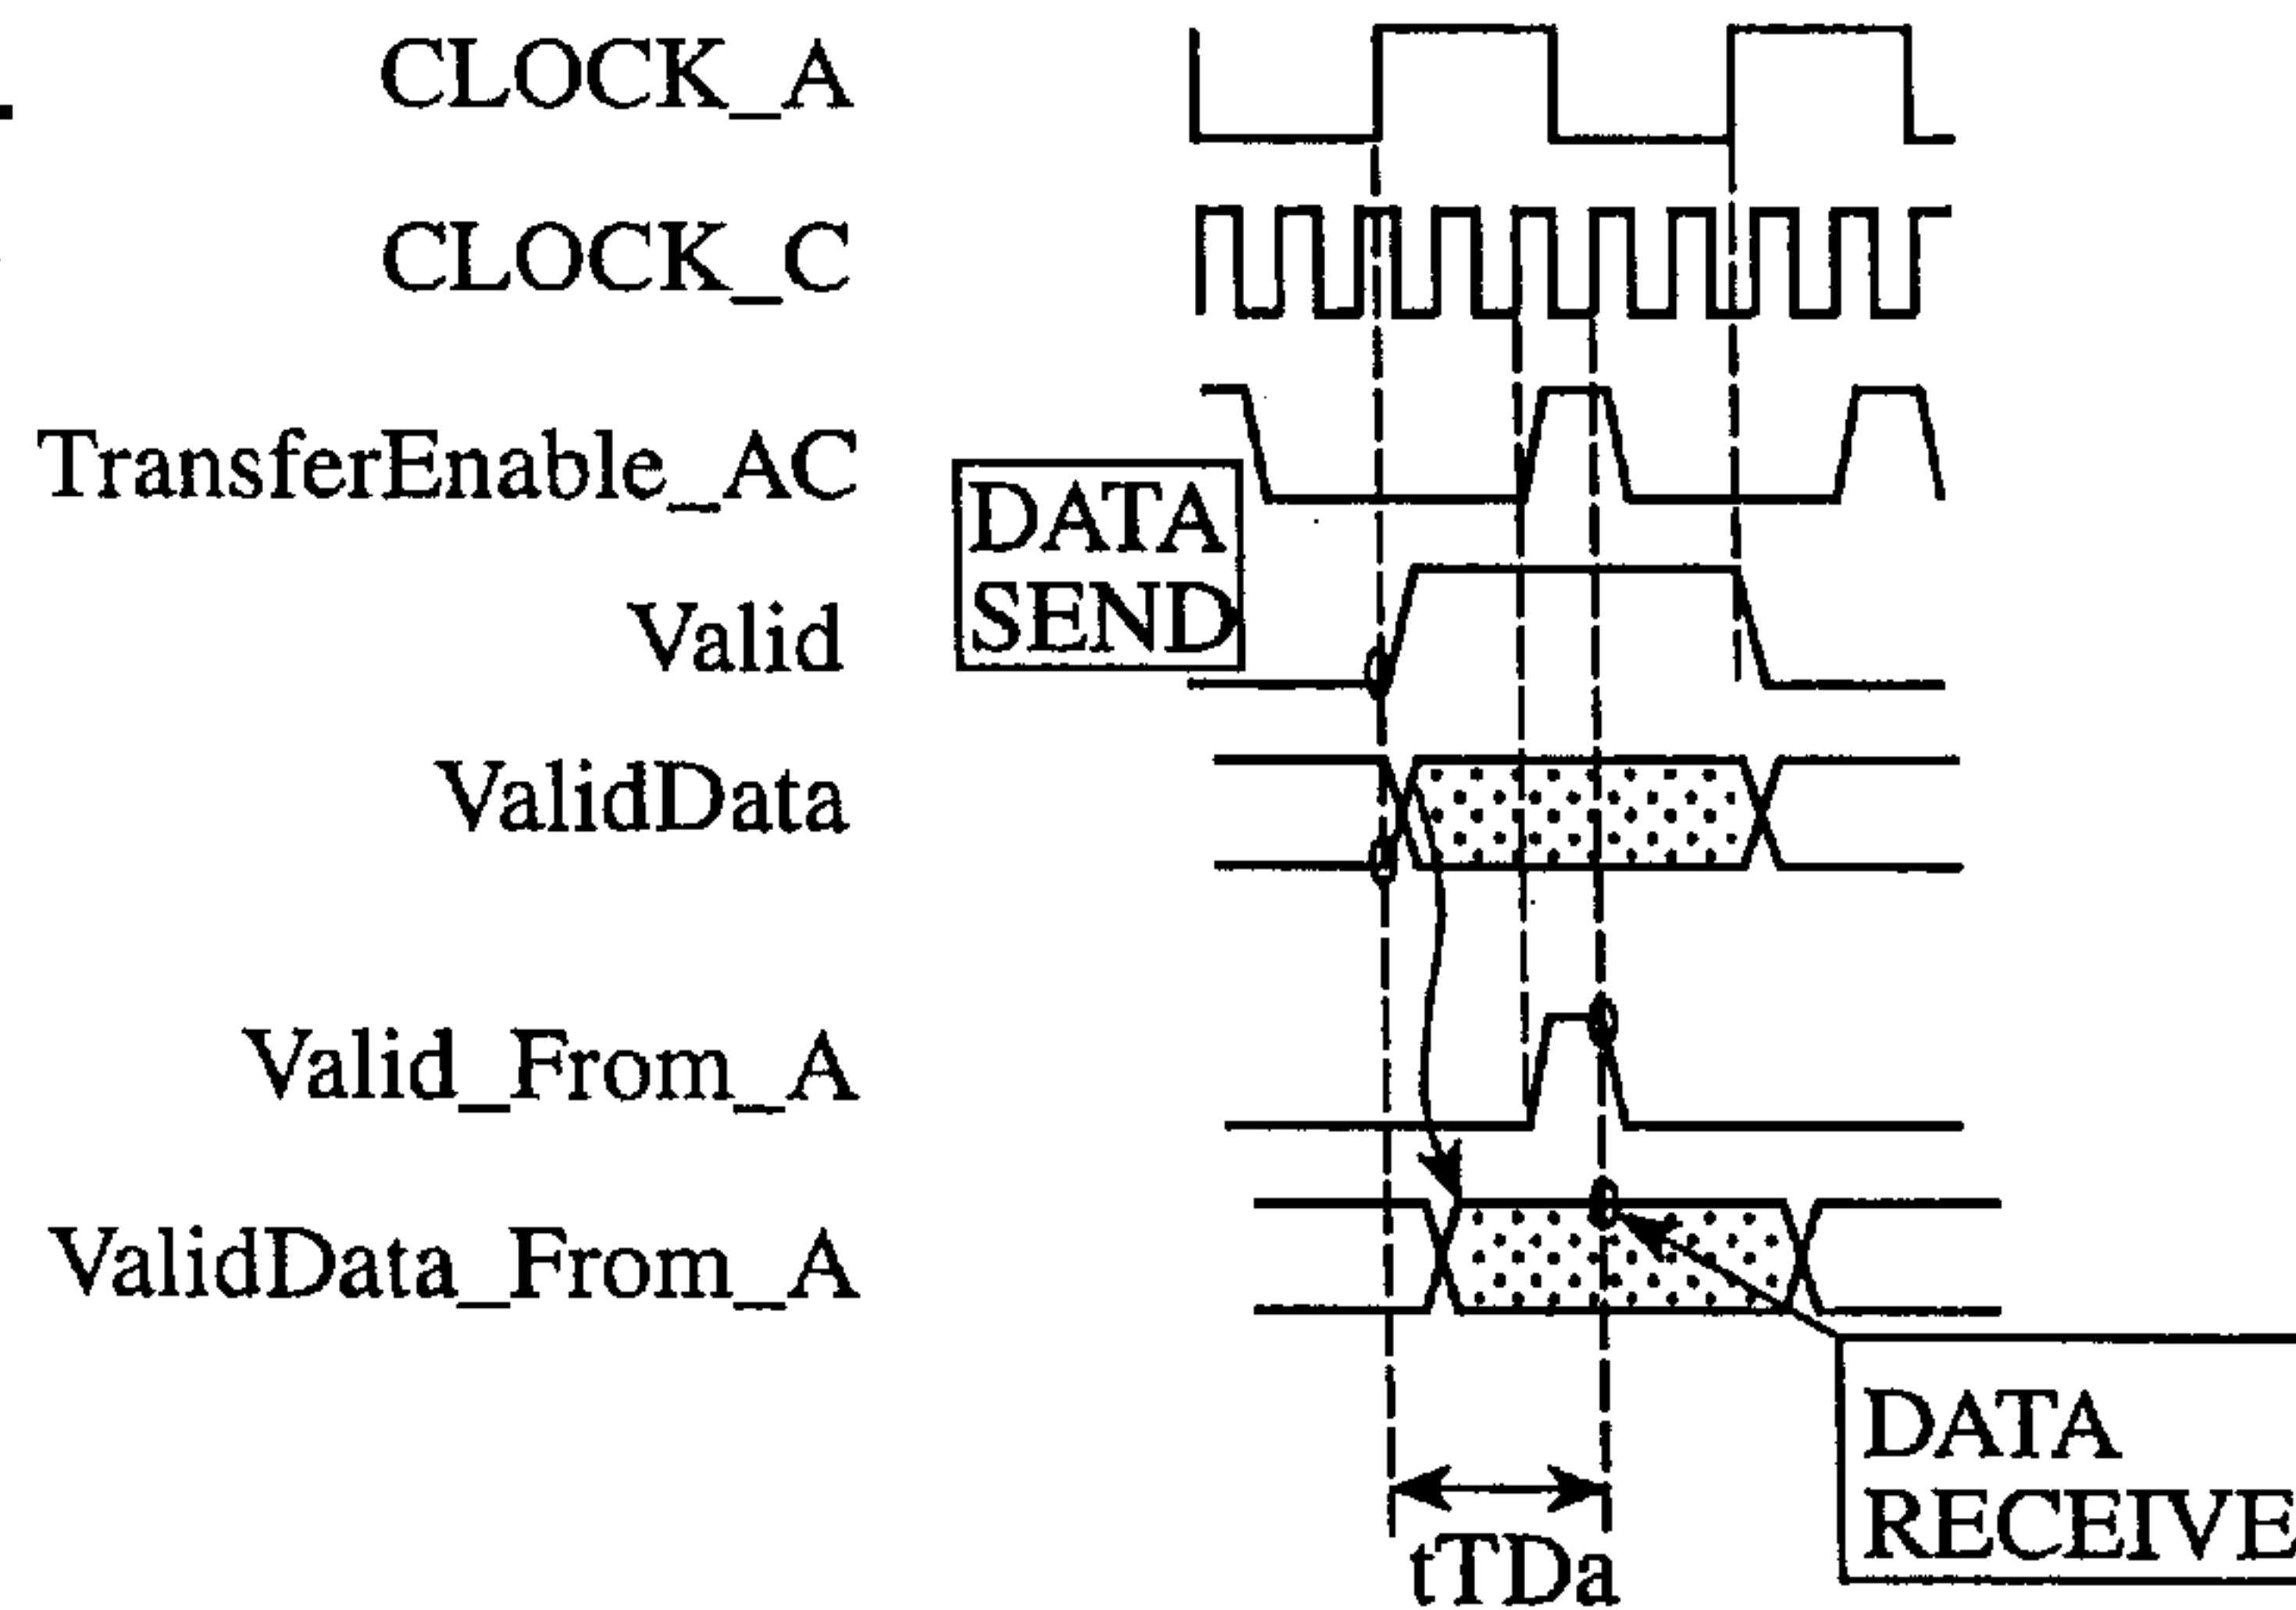 CLOCK_A
CLOCK_C
TransferEnable_AC
DATA
SEND
Valid
ValidData
Valid_From_A
ValidData_From_A
DATA
RECEIVE
tTDa